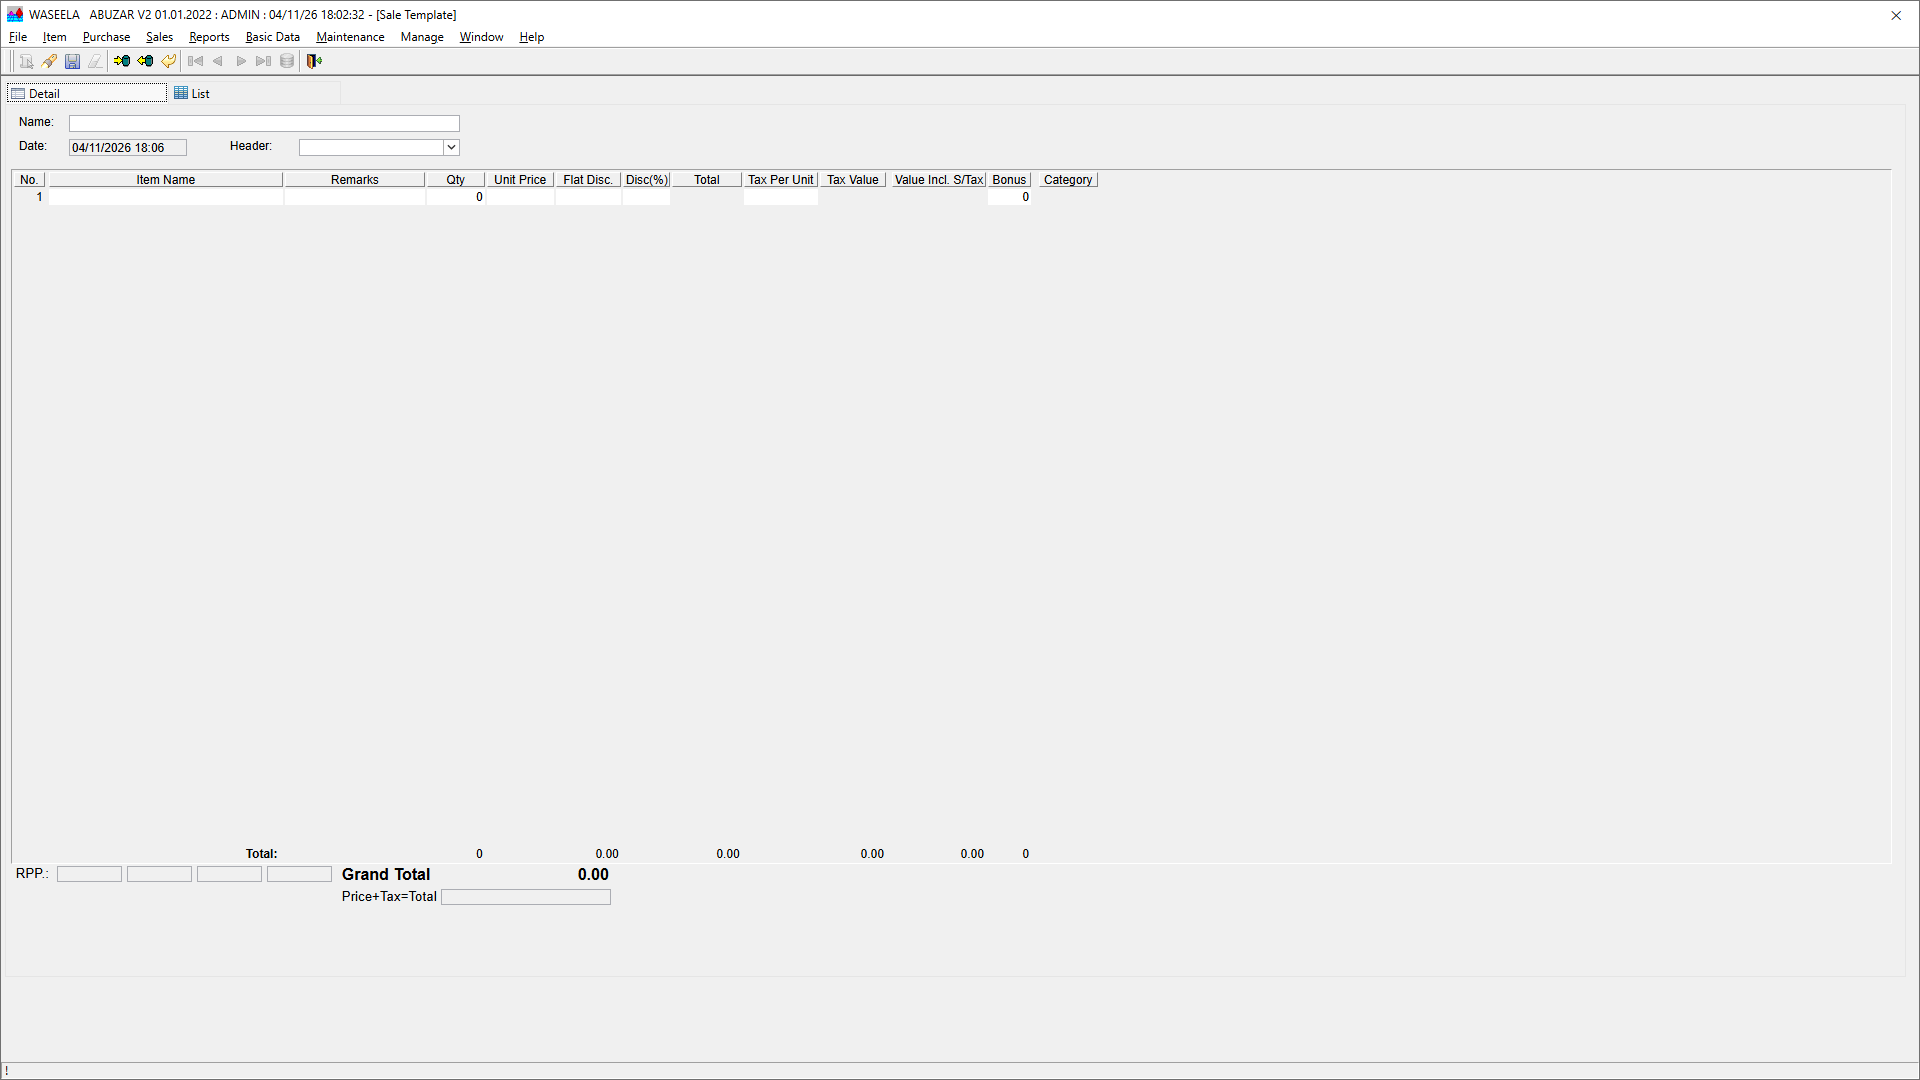 WASEELA ABUZAR V2 01.01.2022 : ADMIN : 04/11/26 18:02:32 - [Sale Template]
File Item Purchase Sales Reports Basic Data Maintenance Manage Window Help
Detail List
Name:
Date: 04/11/2026 18:06 Header:
No. Item Name Remarks Qty Unit Price Flat Disc. Disc(%) Total Tax Per Unit Tax Value Value Incl. S/Tax Bonus Category
1 0 0
Total: 0 0.00 0.00 0.00 0.00 0
RPP.: Grand Total 0.00
Price+Tax=Total
!